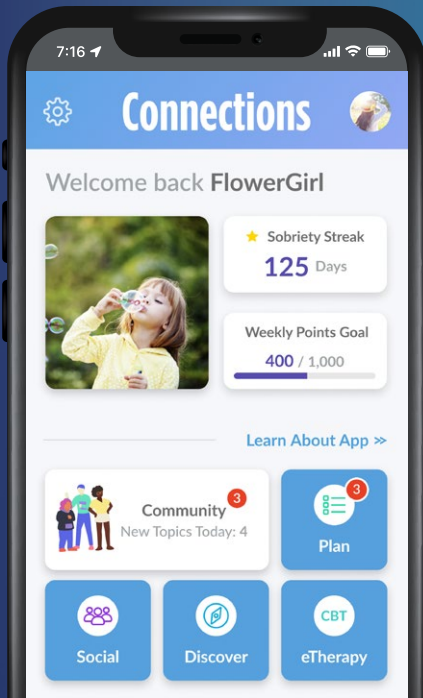 7:16
Connections
Welcome back FlowerGirl
Sobriety Streak
125 Days
Weekly Points Goal
400 / 1,000
Learn About App >>
Community 3
New Topics Today: 4
3
Plan
Social
Discover
CBT
eTherapy